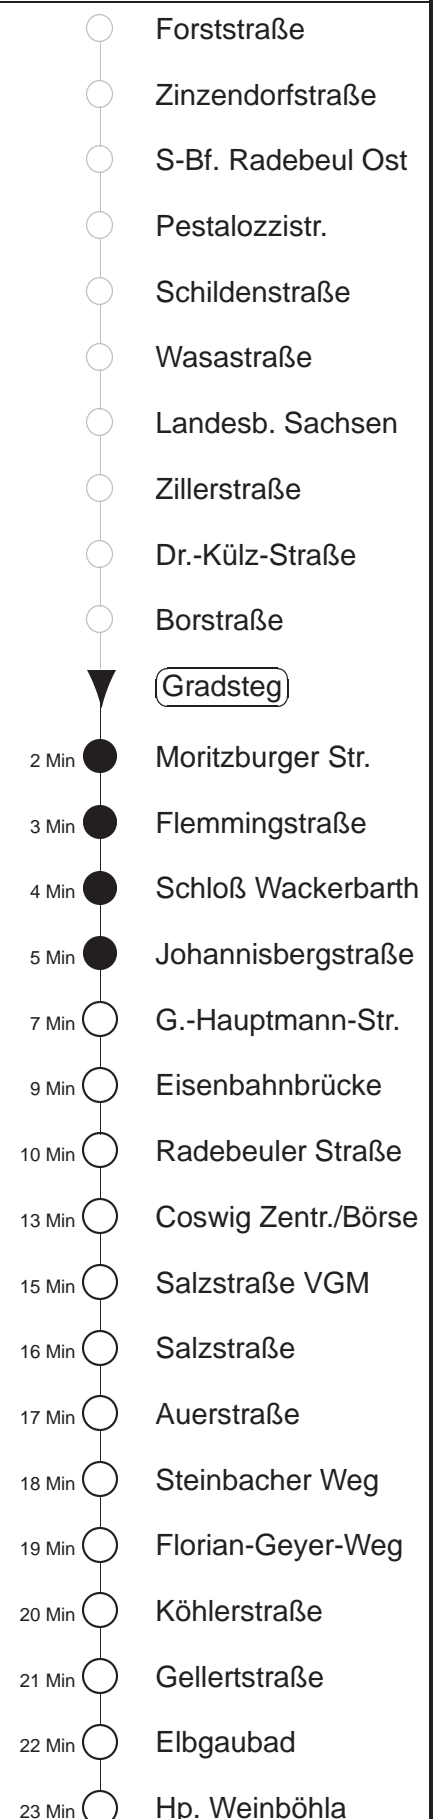 Forststraße
Zinzendorfstraße
S-Bf. Radebeul Ost
Pestalozzistr.
Schildenstraße
Wasastraße
Landesb. Sachsen
Zillerstraße
Dr.-Külz-Straße
Borstraße
Gradsteg
2 Min Moritzburger Str.
3 Min Flemmingstraße
4 Min Schloß Wackerbarth
5 Min Johannisbergstraße
7 Min G.-Hauptmann-Str.
9 Min Eisenbahnbrücke
10 Min Radebeuler Straße
13 Min Coswig Zentr./Börse
15 Min Salzstraße VGM
16 Min Salzstraße
17 Min Auerstraße
18 Min Steinbacher Weg
19 Min Florian-Geyer-Weg
20 Min Köhlerstraße
21 Min Gellertstraße
22 Min Elbgaubad
23 Min Hp. Weinböhla